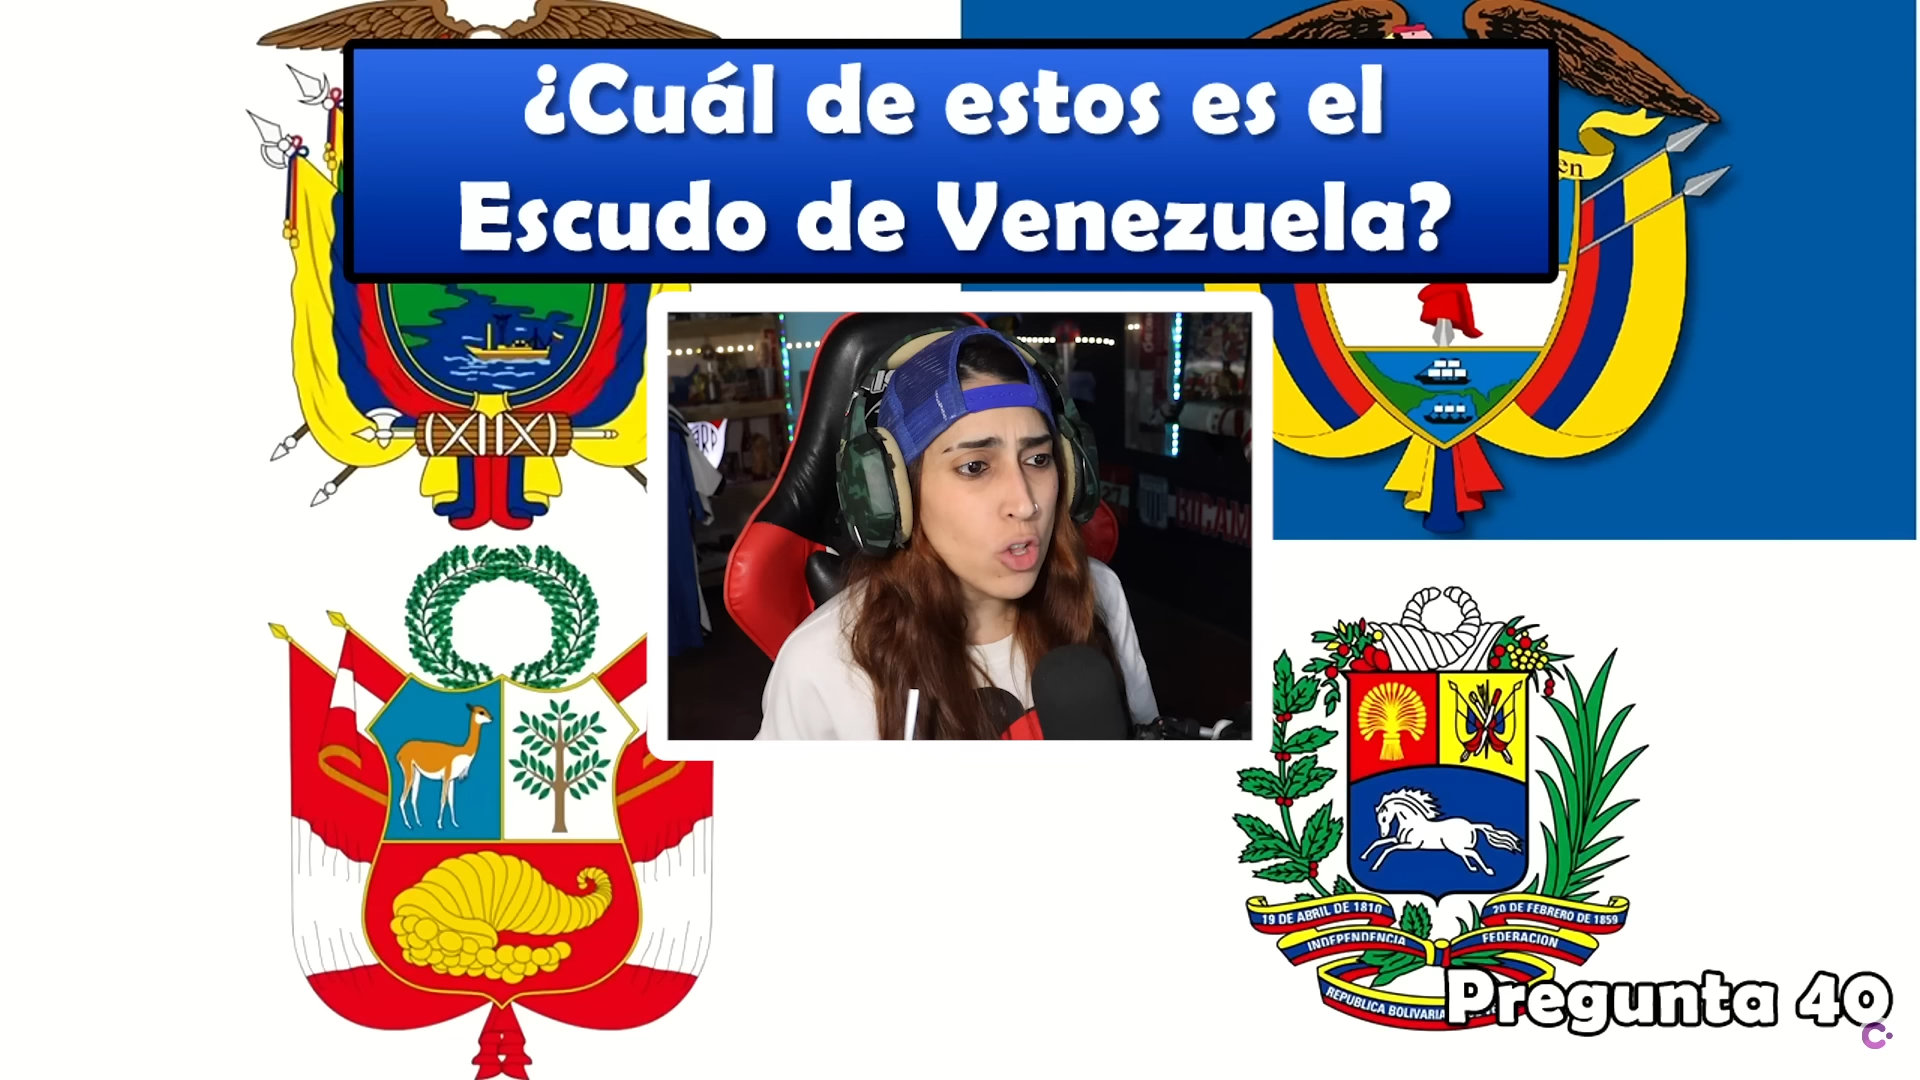 ¿Cuál de estos es el
Escudo de Venezuela?
en
19 DE ABRIL DE 1810
20 DE FEBRERO DE 1859
INDEPENDENCIA
FEDERACION
REPUBLICA BOLIVARIA
Pregunta 40